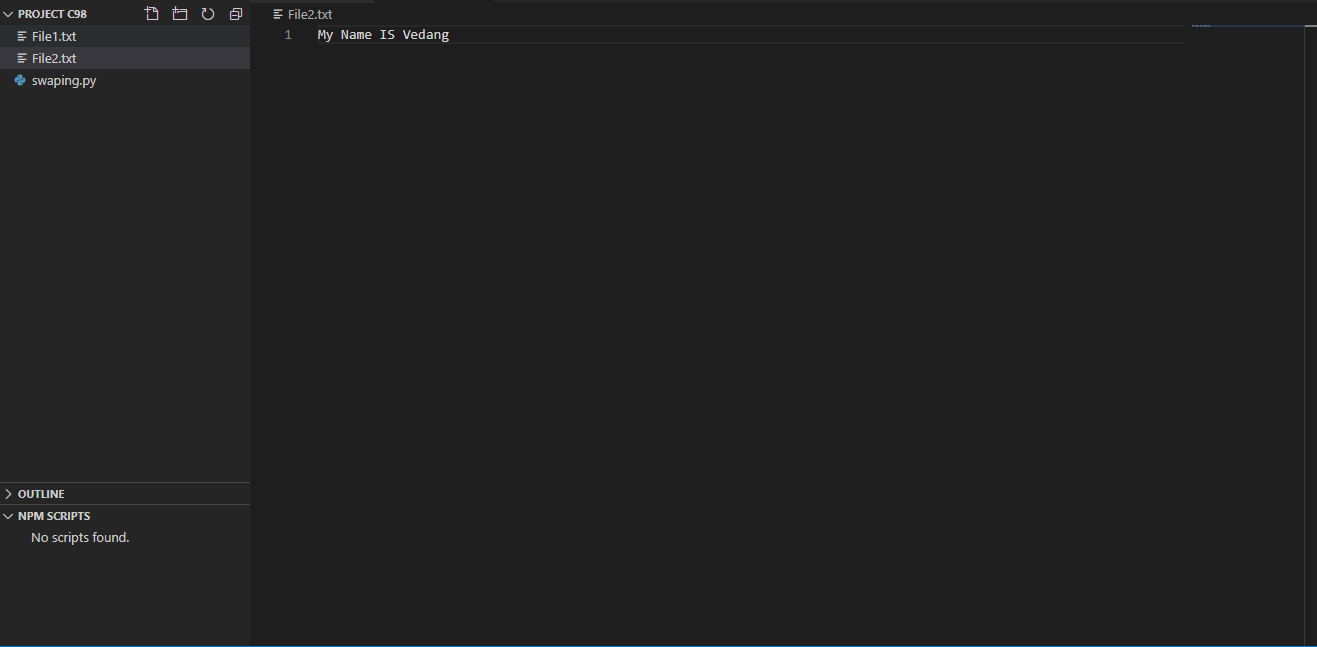 PROJECT C98
File1.txt
File2.txt
swaping.py
OUTLINE
NPM SCRIPTS
No scripts found.
File2.txt
1 My Name IS Vedang